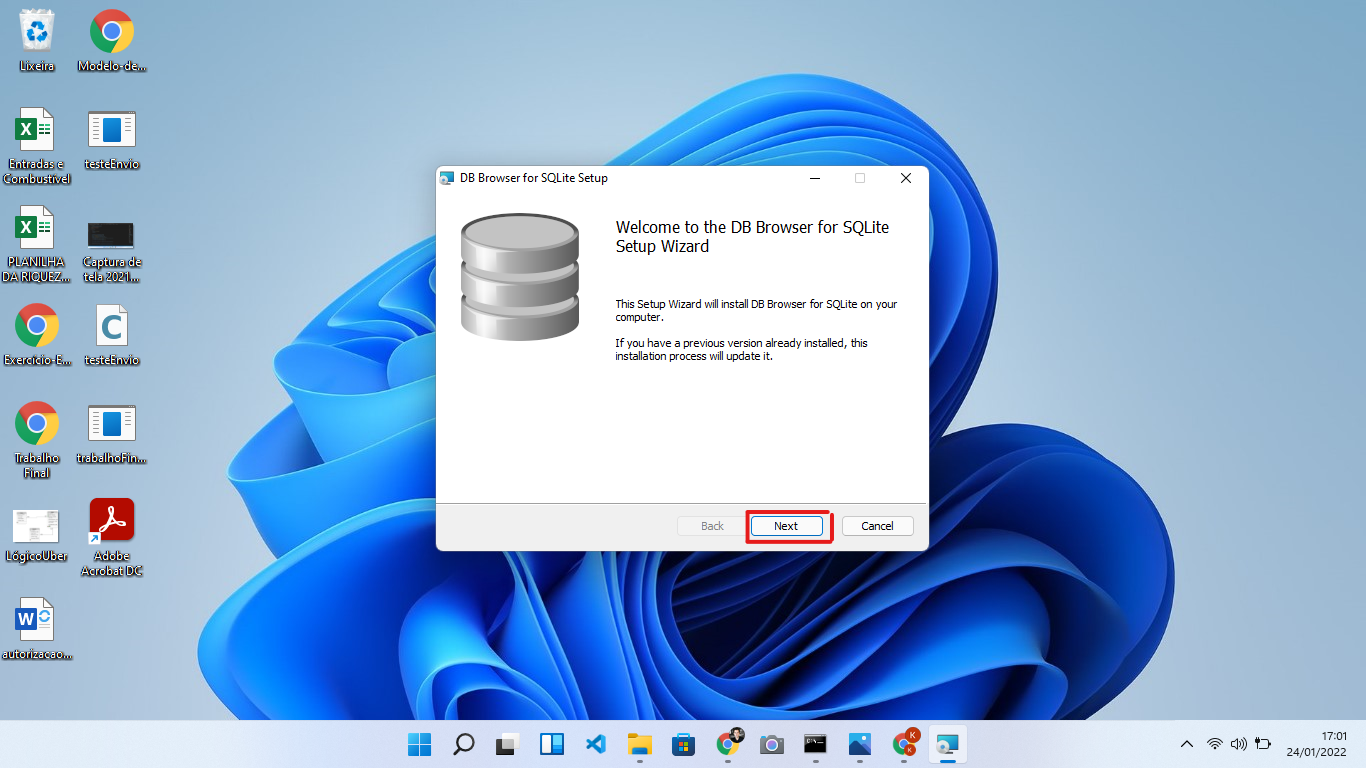 Lixeira
Modelo-de...
Entradas e
Combustivel
testeEnvio
PLANILHA
DA RIQUEZ...
Captura de
tela 2021...
Exercício-E...
testeEnvio
Trabalho
Final
trabalhoFin...
LógicoUber
Adobe
Acrobat DC
autorizacao...
DB Browser for SQLite Setup
Welcome to the DB Browser for SQLite
Setup Wizard
This Setup Wizard will install DB Browser for SQLite on your
computer.
If you have a previous version already installed, this
installation process will update it.
Back
Next
Cancel
17:01
24/01/2022